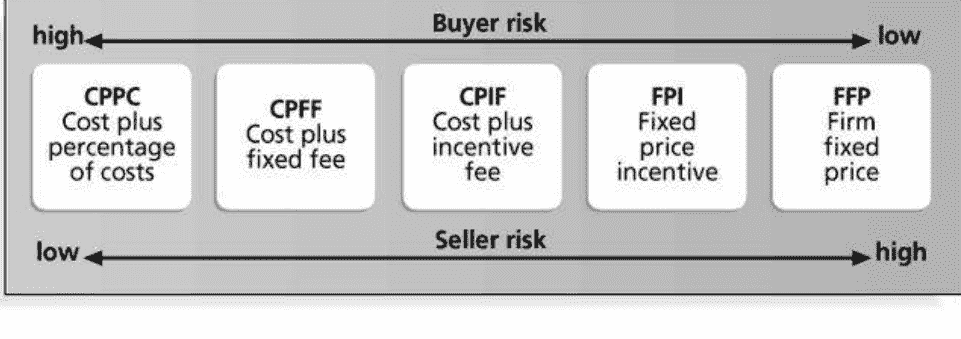 Buyer risk
high
low
CPPC
Cost plus
percentage
of costs
CPFF
Cost plus
fixed fee
CPIF
Cost plus
incentive
fee
FPI
Fixed
price
incentive
FFP
Firm
fixed
price
Seller risk
low
high